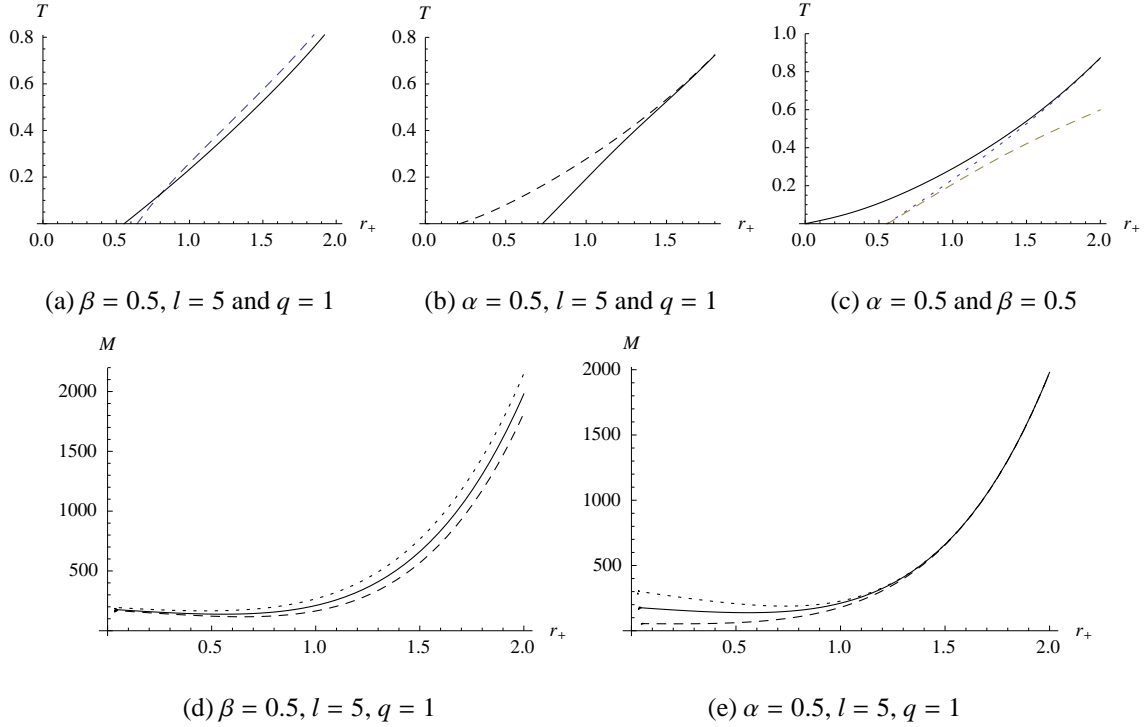 T
0.8
0.6
0.4
0.2
0.0 0.5 1.0 1.5 2.0 r+
(a) β = 0.5, l = 5 and q = 1
T
0.8
0.6
0.4
0.2
0.0 0.5 1.0 1.5 r+
(b) α = 0.5, l = 5 and q = 1
T
1.0
0.8
0.6
0.4
0.2
0.0 0.5 1.0 1.5 2.0 r+
(c) α = 0.5 and β = 0.5
M
2000
1500
1000
500
0.5 1.0 1.5 2.0 r+
(d) β = 0.5, l = 5, q = 1
M
2000
1500
1000
500
0.5 1.0 1.5 2.0 r+
(e) α = 0.5, l = 5, q = 1